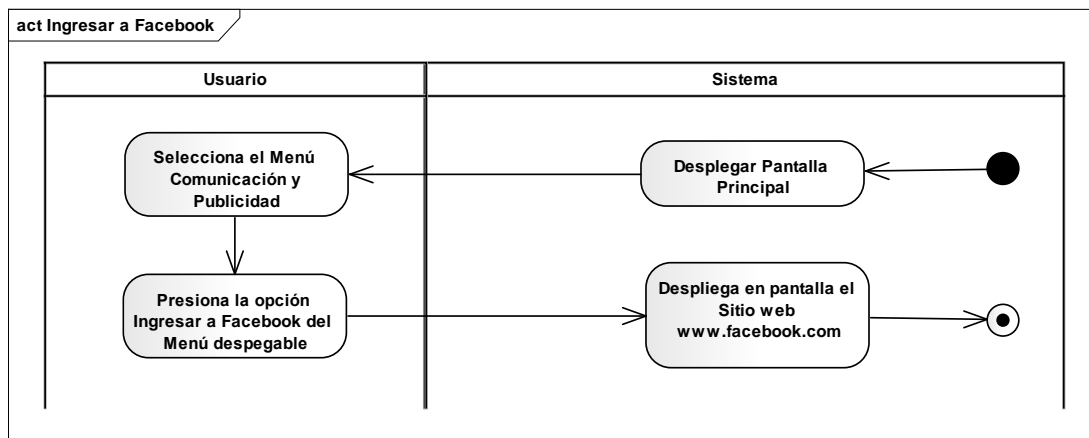 act Ingresar a Facebook
Usuario
Sistema
Selecciona el Menú
Comunicación y
Publicidad
Desplegar Pantalla
Principal
Presiona la opción
Ingresar a Facebook del
Menú despegable
Despliega en pantalla el
Sitio web
www.facebook.com